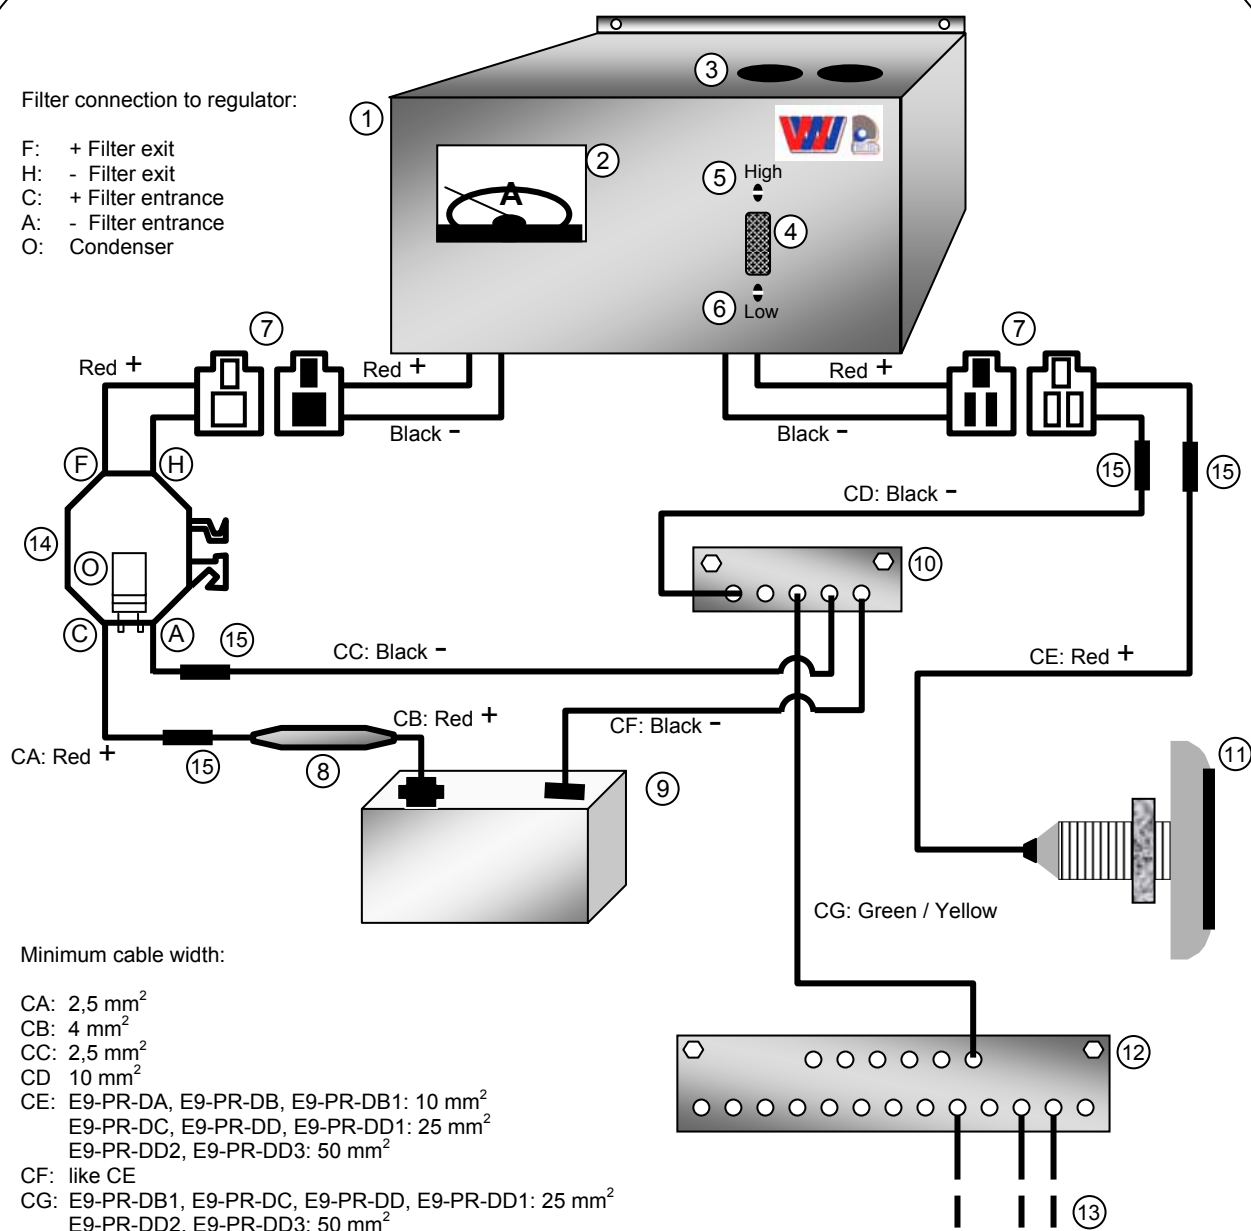 Filter connection to regulator:
F: + Filter exit
H: - Filter exit
C: + Filter entrance
A: - Filter entrance
O: Condenser
1
2
3
A
5 High
4
6 Low
7
7
Red +
Red +
Red +
Black -
Black -
F
H
15
15
CD: Black -
14
O
10
C
A
15
CC: Black -
CE: Red +
CB: Red +
CF: Black -
CA: Red +
15
8
9
11
CG: Green / Yellow
Minimum cable width:
CA: 2,5 mm²
CB: 4 mm²
CC: 2,5 mm²
CD 10 mm²
CE: E9-PR-DA, E9-PR-DB, E9-PR-DB1: 10 mm²
E9-PR-DC, E9-PR-DD, E9-PR-DD1: 25 mm²
E9-PR-DD2, E9-PR-DD3: 50 mm²
CF: like CE
CG: E9-PR-DB1, E9-PR-DC, E9-PR-DD, E9-PR-DD1: 25 mm²
E9-PR-DD2, E9-PR-DD3: 50 mm²
12
13